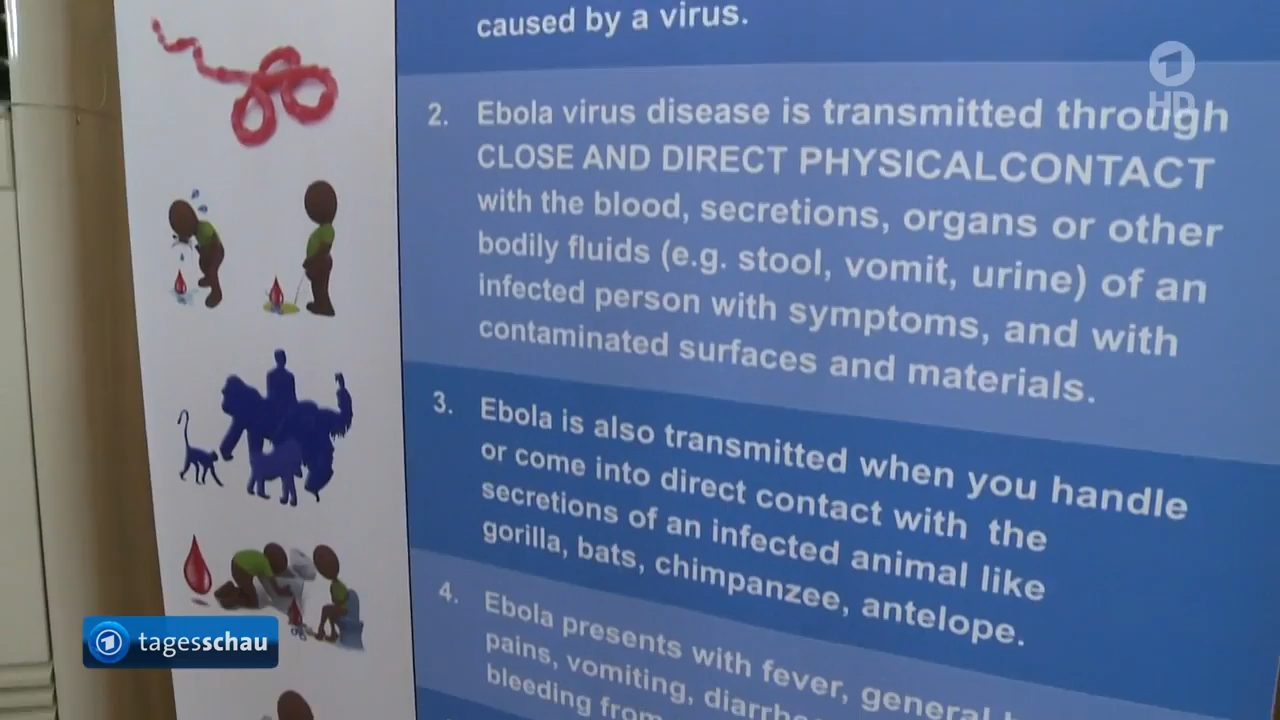 caused by a virus.
HD
2. Ebola virus disease is transmitted through
CLOSE AND DIRECT PHYSICALCONTACT
with the blood, secretions, organs or other
bodily fluids (e.g. stool, vomit, urine) of an
infected person with symptoms, and with
contaminated surfaces and materials.
3. Ebola is also transmitted when you handle
or come into direct contact with the
secretions of an infected animal like
gorilla, bats, chimpanzee, antelope.
4. Ebola presents with fever, general
pains, vomiting,
bleeding from
1 tagesschau